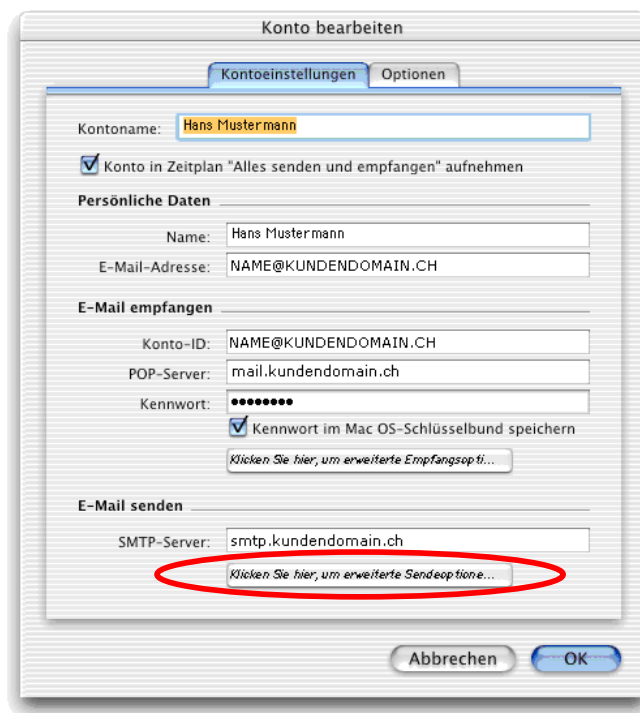 Konto bearbeiten
Kontoeinstellungen Optionen
Kontoname: Hans Mustermann
Konto in Zeitplan "Alles senden und empfangen" aufnehmen
Persönliche Daten
Name: Hans Mustermann
E-Mail-Adresse: NAME@KUNDENDOMAIN.CH
E-Mail empfangen
Konto-ID: NAME@KUNDENDOMAIN.CH
POP-Server: mail.kundendomain.ch
Kennwort: ••••••••
Kennwort im Mac OS-Schlüsselbund speichern
Klicken Sie hier, um erweiterte Empfangsopti...
E-Mail senden
SMTP-Server: smtp.kundendomain.ch
Klicken Sie hier, um erweiterte Sendeoptione...
Abbrechen OK